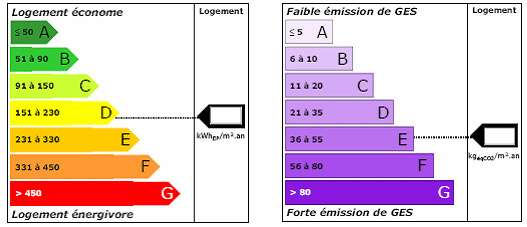 Logement économe
Logement
≤ 50 A
51 à 90 B
91 à 150 C
151 à 230 D
231 à 330 E
331 à 450 F
> 450 G
kWhEP/m².an
Logement énergivore
Faible émission de GES
Logement
≤ 5 A
6 à 10 B
11 à 20 C
21 à 35 D
36 à 55 E
56 à 80 F
> 80 G
kgéqCO2/m².an
Forte émission de GES